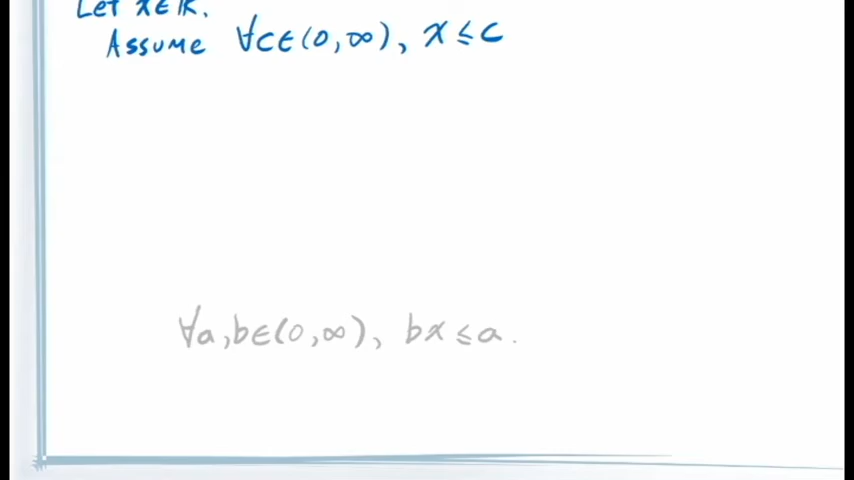 Let x∈ℝ.
Assume ∀c∈(0,∞), x≤c
∀a,b∈(0,∞), bx≤a.